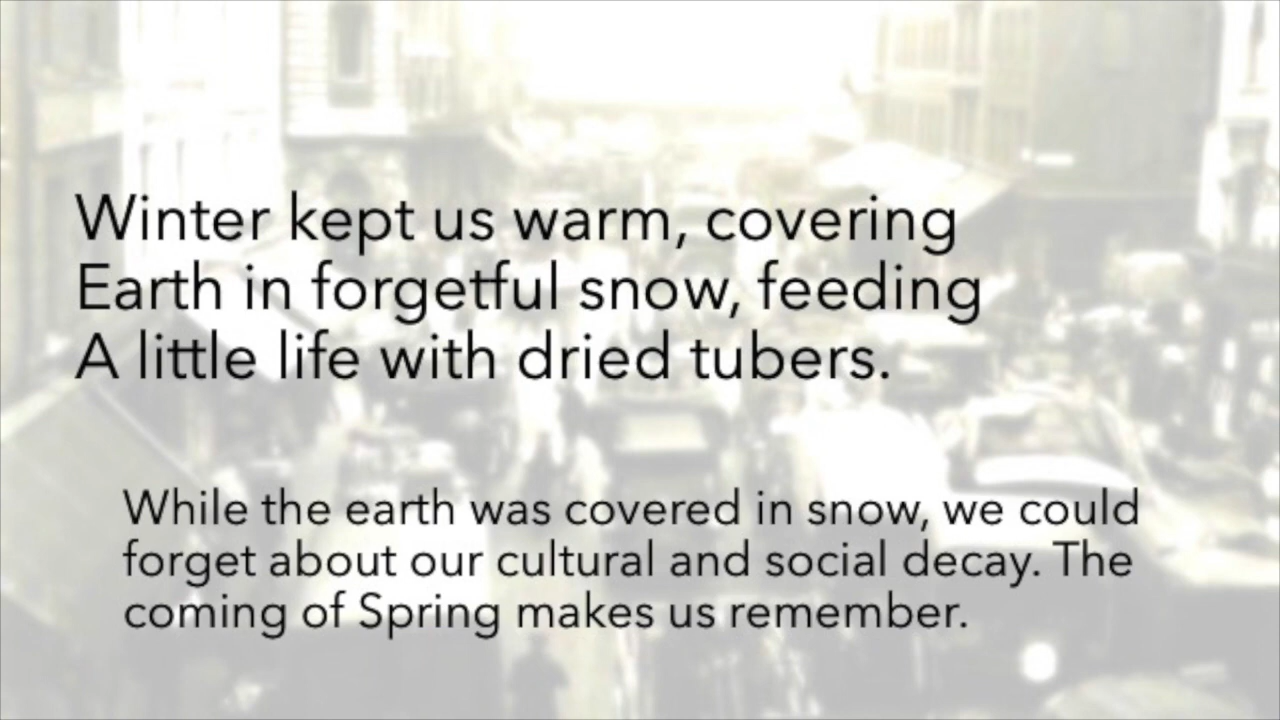 Winter kept us warm, covering
Earth in forgetful snow, feeding
A little life with dried tubers.
While the earth was covered in snow, we could
forget about our cultural and social decay. The
coming of Spring makes us remember.